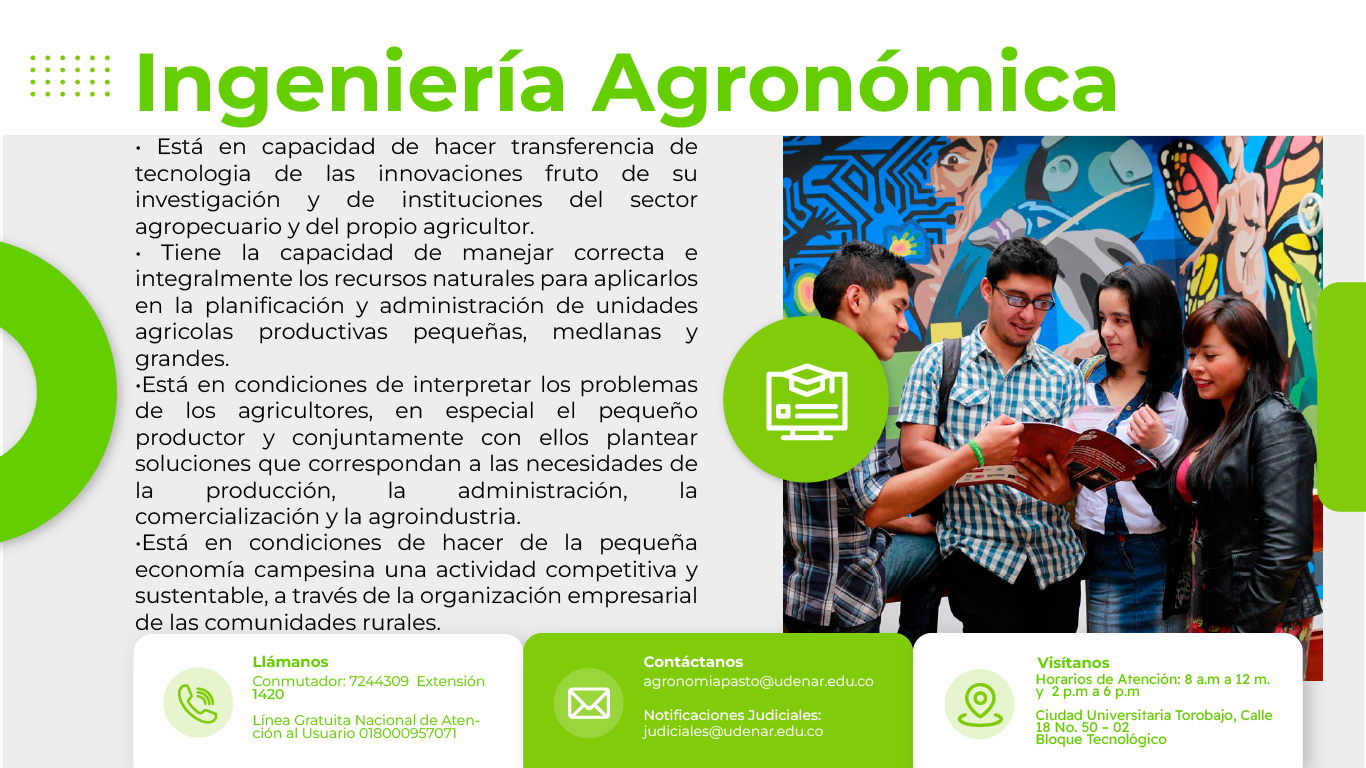 Ingeniería Agronómica
• Está en capacidad de hacer transferencia de
tecnologia de las innovaciones fruto de su
investigación y de instituciones del sector
agropecuario y del propio agricultor.
• Tiene la capacidad de manejar correcta e
integralmente los recursos naturales para aplicarlos
en la planificación y administración de unidades
agricolas productivas pequeñas, medlanas y
grandes.
•Está en condiciones de interpretar los problemas
de los agricultores, en especial el pequeño
productor y conjuntamente con ellos plantear
soluciones que correspondan a las necesidades de
la producción, la administración, la
comercialización y la agroindustria.
•Está en condiciones de hacer de la pequeña
economía campesina una actividad competitiva y
sustentable, a través de la organización empresarial
de las comunidades rurales.
Llámanos
Conmutador: 7244309 Extensión
1420
Línea Gratuita Nacional de Aten-
ción al Usuario 018000957071
Contáctanos
agronomiapasto@udenar.edu.co
Notificaciones Judiciales:
judiciales@udenar.edu.co
Visítanos
Horarios de Atención: 8 a.m a 12 m.
y 2 p.m a 6 p.m
Ciudad Universitaria Torobajo, Calle
18 No. 50 – 02
Bloque Tecnológico